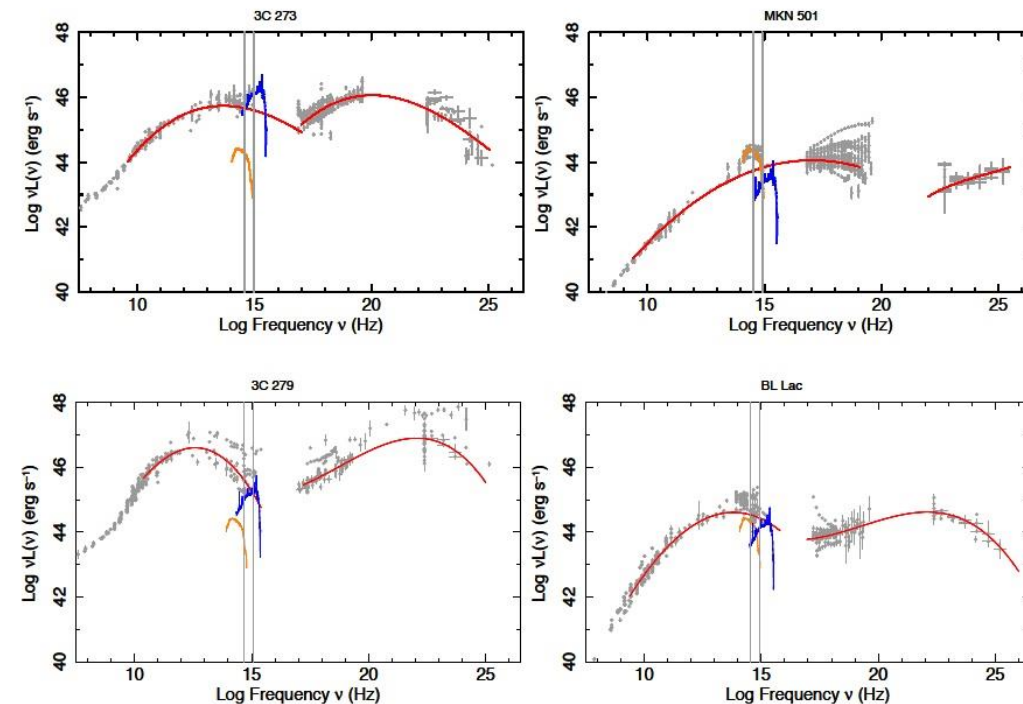 3C 273
48
46
44
42
40
Log νL(ν) (erg s⁻¹)
10 15 20 25
Log Frequency ν (Hz)
MKN 501
48
46
44
42
40
Log νL(ν) (erg s⁻¹)
10 15 20 25
Log Frequency ν (Hz)
3C 279
48
46
44
42
40
Log νL(ν) (erg s⁻¹)
10 15 20 25
Log Frequency ν (Hz)
BL Lac
48
46
44
42
40
Log νL(ν) (erg s⁻¹)
10 15 20 25
Log Frequency ν (Hz)